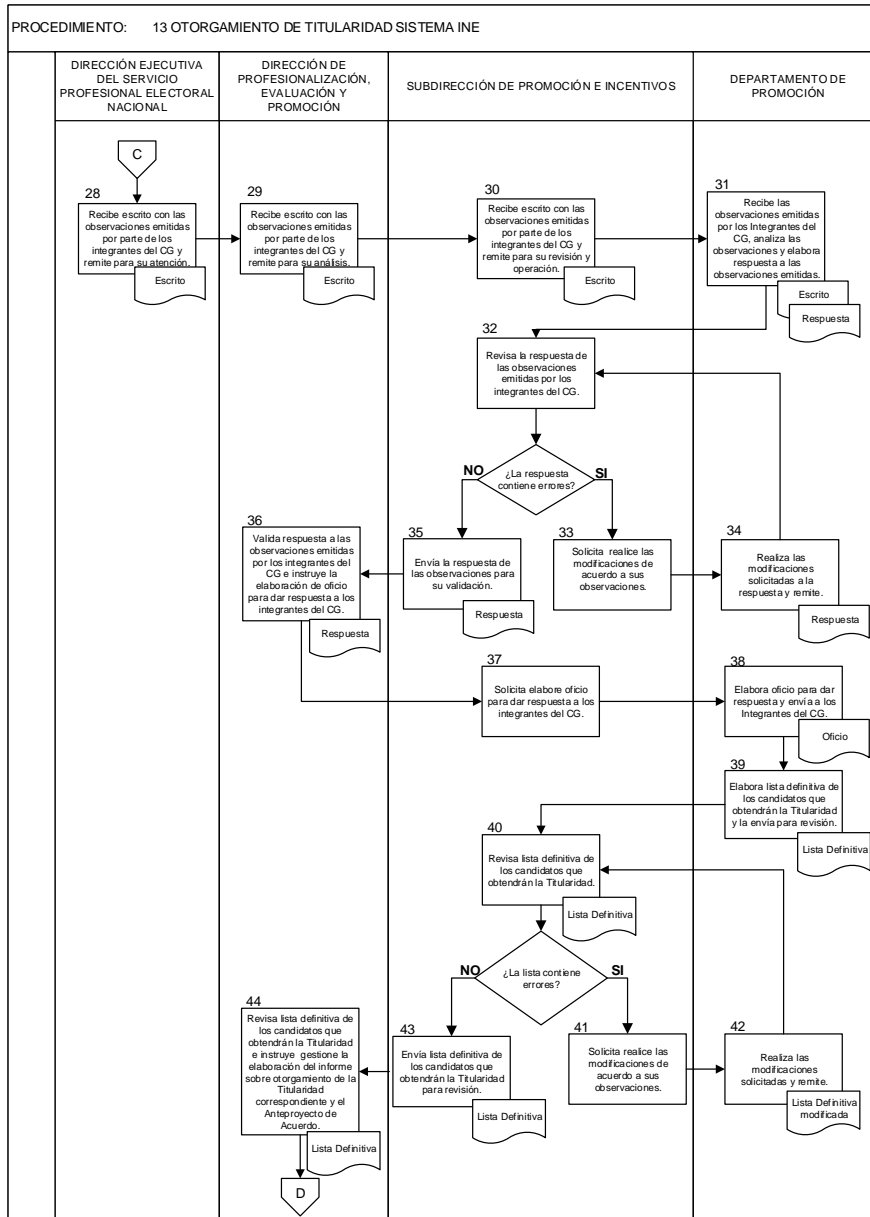 PROCEDIMIENTO: 13 OTORGAMIENTO DE TITULARIDAD SISTEMA INE
DIRECCIÓN EJECUTIVA
DEL SERVICIO
PROFESIONAL ELECTORAL
NACIONAL
DIRECCIÓN DE
PROFESIONALIZACIÓN,
EVALUACIÓN Y
PROMOCIÓN
SUBDIRECCIÓN DE PROMOCIÓN E INCENTIVOS
DEPARTAMENTO DE
PROMOCIÓN
C
28
Recibe escrito con las
observaciones emitidas
por parte de los
integrantes del CG y
remite para su atención.
Escrito
29
Recibe escrito con las
observaciones emitidas
por parte de los
integrantes del CG y
remite para su análisis.
Escrito
30
Recibe escrito con las
observaciones emitidas
por parte de los
integrantes del CG y
remite para su revisión y
operación.
Escrito
31
Recibe las
observaciones emitidas
por los Integrantes del
CG, analiza las
observaciones y elabora
respuesta a las
observaciones emitidas.
Escrito
Respuesta
32
Revisa la respuesta de
las observaciones
emitidas por los
integrantes del CG.
¿La respuesta
contiene errores?
NO
SI
33
Solicita realice las
modificaciones de
acuerdo a sus
observaciones.
34
Realiza las
modificaciones
solicitadas a la
respuesta y remite.
Respuesta
35
Envía la respuesta de
las observaciones para
su validación.
Respuesta
36
Valida respuesta a las
observaciones emitidas
por los integrantes del
CG e instruye la
elaboración de oficio
para dar respuesta a los
integrantes del CG.
Respuesta
37
Solicita elabore oficio
para dar respuesta a los
integrantes del CG.
38
Elabora oficio para dar
respuesta y envía a los
Integrantes del CG.
Oficio
39
Elabora lista definitiva de
los candidatos que
obtendrán la Titularidad
y la envía para revisión.
Lista Definitiva
40
Revisa lista definitiva de
los candidatos que
obtendrán la Titularidad.
Lista Definitiva
¿La lista contiene
errores?
NO
SI
41
Solicita realice las
modificaciones de
acuerdo a sus
observaciones.
42
Realiza las
modificaciones
solicitadas y remite.
Lista Definitiva
modificada
43
Envía lista definitiva de
los candidatos que
obtendrán la Titularidad
para revisión.
Lista Definitiva
44
Revisa lista definitiva de
los candidatos que
obtendrán la Titularidad
e instruye gestione la
elaboración del informe
sobre otorgamiento de la
Titularidad
correspondiente y el
Anteproyecto de
Acuerdo.
Lista Definitiva
D